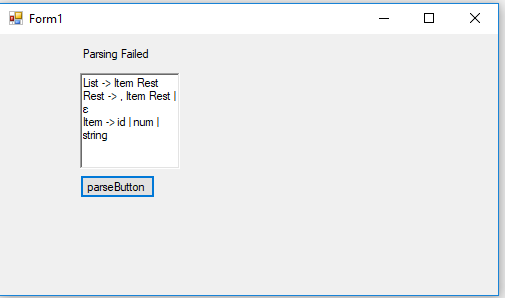 Form1
Parsing Failed
List -> Item Rest
Rest -> , Item Rest |
ε
Item -> id | num |
string
parseButton